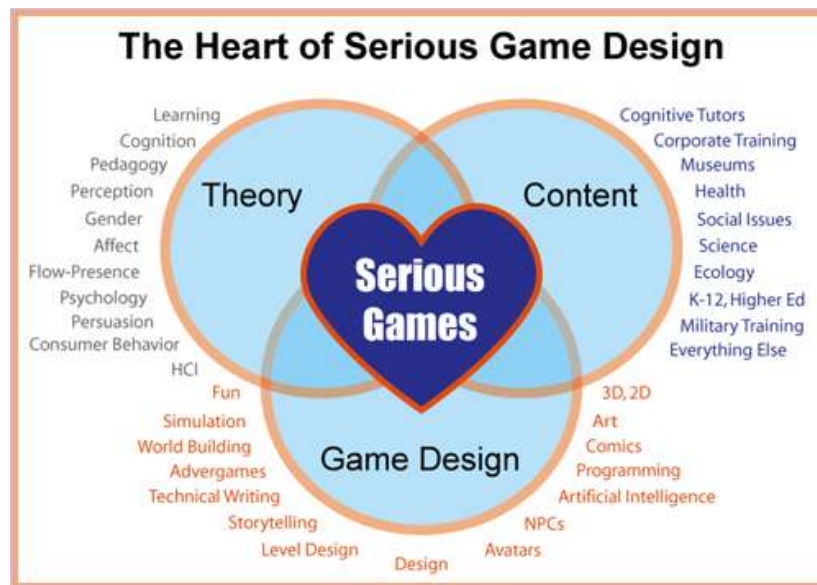 The Heart of Serious Game Design
Learning
Cognition
Pedagogy
Perception
Gender
Affect
Flow-Presence
Psychology
Persuasion
Consumer Behavior
HCI
Theory
Content
Serious
Games
Game Design
Cognitive Tutors
Corporate Training
Museums
Health
Social Issues
Science
Ecology
K-12, Higher Ed
Military Training
Everything Else
Fun
Simulation
World Building
Advergames
Technical Writing
Storytelling
Level Design
Design
3D, 2D
Art
Comics
Programming
Artificial Intelligence
NPCs
Avatars